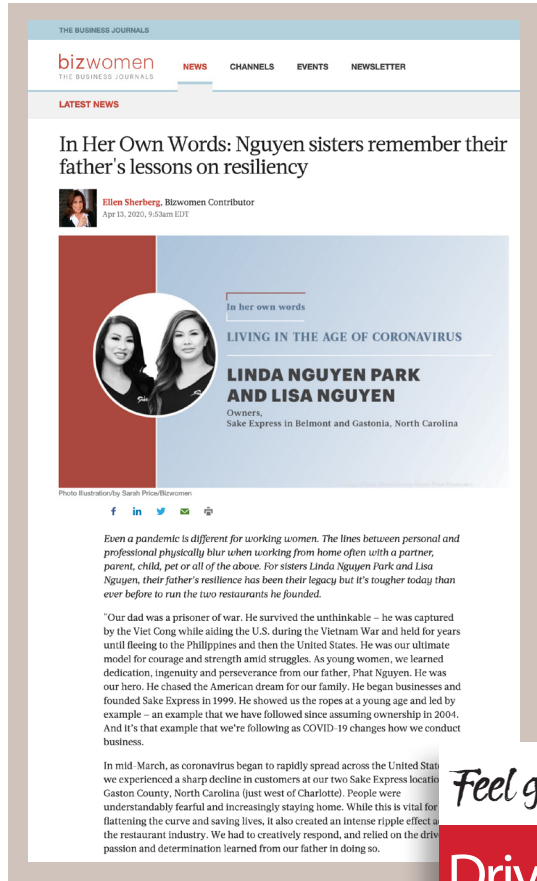 THE BUSINESS JOURNALS
bizwomen
THE BUSINESS JOURNALS
NEWS
CHANNELS
EVENTS
NEWSLETTER
LATEST NEWS
In Her Own Words: Nguyen sisters remember their
father's lessons on resiliency
Ellen Sherberg, Bizwomen Contributor
Apr 13, 2020, 9:53am EDT
In her own words
LIVING IN THE AGE OF CORONAVIRUS
LINDA NGUYEN PARK
AND LISA NGUYEN
Owners,
Sake Express in Belmont and Gastonia, North Carolina
Photo Illustration/by Sarah Price/Bizwomen
Even a pandemic is different for working women. The lines between personal and
professional physically blur when working from home often with a partner,
parent, child, pet or all of the above. For sisters Linda Nguyen Park and Lisa
Nguyen, their father's resilience has been their legacy but it's tougher today than
ever before to run the two restaurants he founded.
"Our dad was a prisoner of war. He survived the unthinkable – he was captured
by the Viet Cong while aiding the U.S. during the Vietnam War and held for years
until fleeing to the Philippines and then the United States. He was our ultimate
model for courage and strength amid struggles. As young women, we learned
dedication, ingenuity and perseverance from our father, Phat Nguyen. He was
our hero. He chased the American dream for our family. He began businesses and
founded Sake Express in 1999. He showed us the ropes at a young age and led by
example – an example that we have followed since assuming ownership in 2004.
And it's that example that we're following as COVID-19 changes how we conduct
business.
In mid-March, as coronavirus began to rapidly spread across the United State
we experienced a sharp decline in customers at our two Sake Express locatio
Gaston County, North Carolina (just west of Charlotte). People were
understandably fearful and increasingly staying home. While this is vital for
flattening the curve and saving lives, it also created an intense ripple effect a
the restaurant industry. We had to creatively respond, and relied on the driv
passion and determination learned from our father in doing so.
Feel g
Driv